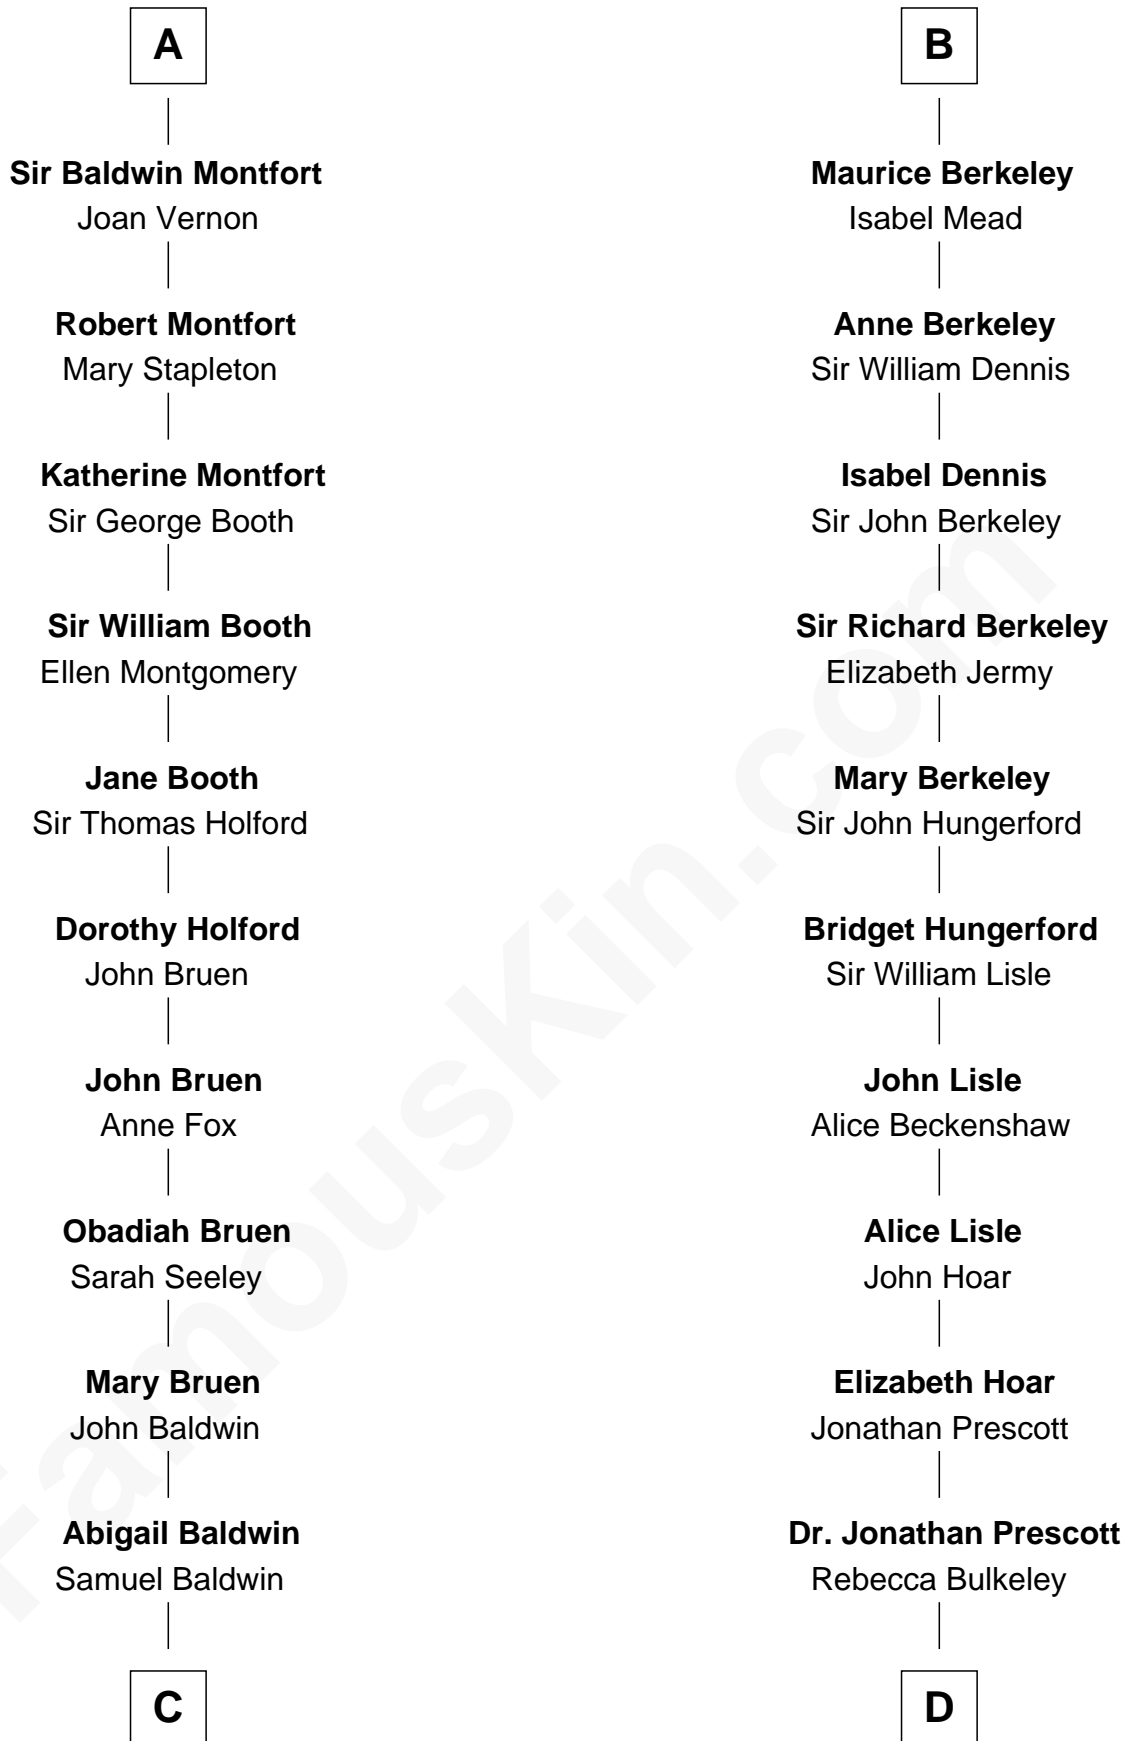 A
Sir Baldwin Montfort
Joan Vernon
Robert Montfort
Mary Stapleton
Katherine Montfort
Sir George Booth
Sir William Booth
Ellen Montgomery
Jane Booth
Sir Thomas Holford
Dorothy Holford
John Bruen
John Bruen
Anne Fox
Obadiah Bruen
Sarah Seeley
Mary Bruen
John Baldwin
Abigail Baldwin
Samuel Baldwin
C
B
Maurice Berkeley
Isabel Mead
Anne Berkeley
Sir William Dennis
Isabel Dennis
Sir John Berkeley
Sir Richard Berkeley
Elizabeth Jermy
Mary Berkeley
Sir John Hungerford
Bridget Hungerford
Sir William Lisle
John Lisle
Alice Beckenshaw
Alice Lisle
John Hoar
Elizabeth Hoar
Jonathan Prescott
Dr. Jonathan Prescott
Rebecca Bulkeley
D
FamousKin.com